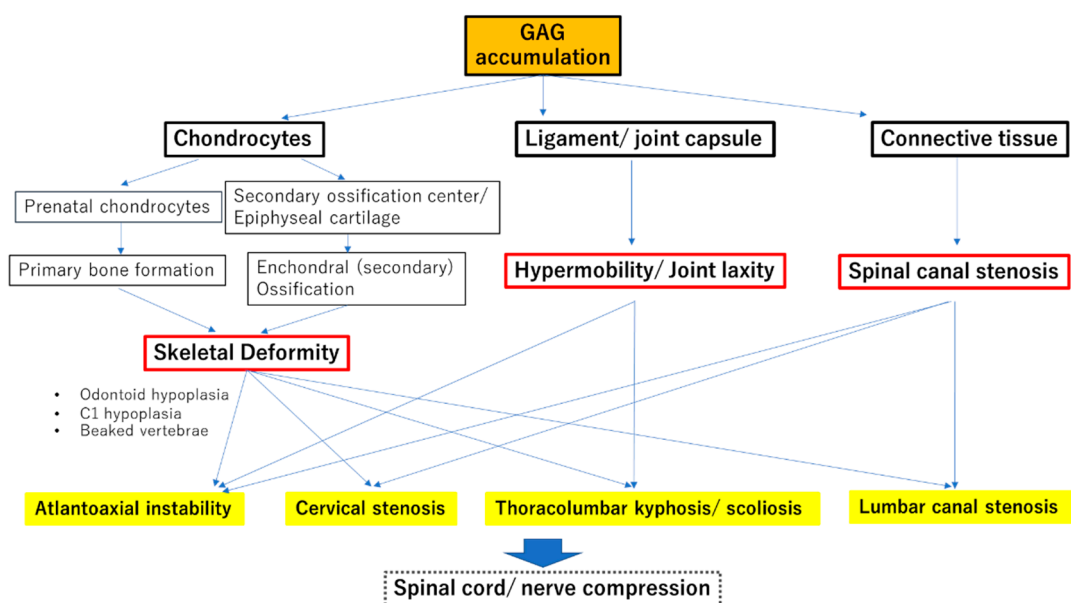 GAG
accumulation
Chondrocytes
Ligament/ joint capsule
Connective tissue
Prenatal chondrocytes
Secondary ossification center/
Epiphyseal cartilage
Primary bone formation
Enchondral (secondary)
Ossification
Hypermobility/ Joint laxity
Spinal canal stenosis
Skeletal Deformity
• Odontoid hypoplasia
• C1 hypoplasia
• Beaked vertebrae
Atlantoaxial instability
Cervical stenosis
Thoracolumbar kyphosis/ scoliosis
Lumbar canal stenosis
Spinal cord/ nerve compression